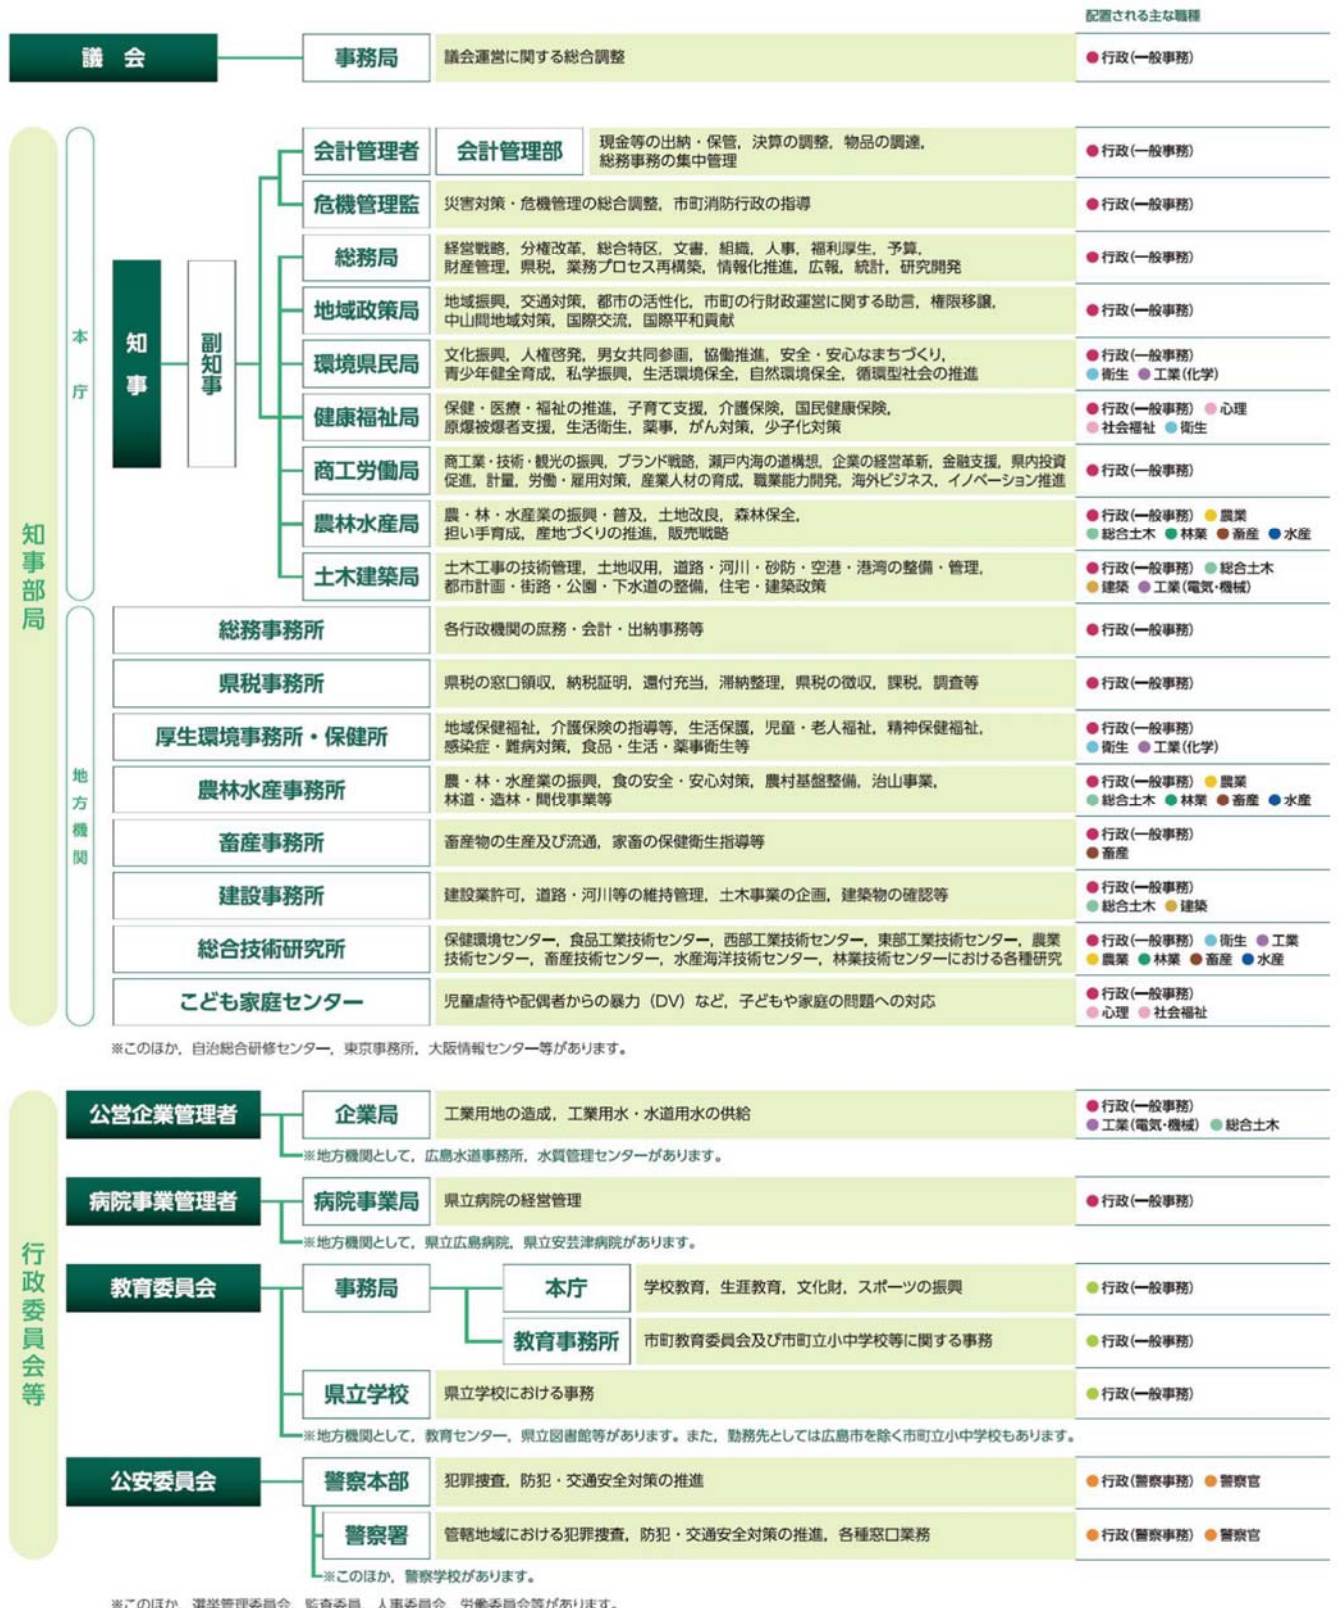 配置される主な職種
議 会
事務局
議会運営に関する総合調整
●行政(一般事務)
知事部局
本庁
知事
副知事
会計管理者
会計管理部
現金等の出納・保管，決算の調整，物品の調達，
総務事務の集中管理
●行政(一般事務)
危機管理監
災害対策・危機管理の総合調整，市町消防行政の指導
●行政(一般事務)
総務局
経営戦略，分権改革，総合特区，文書，組織，人事，福利厚生，予算，
財産管理，県税，業務プロセス再構築，情報化推進，広報，統計，研究開発
●行政(一般事務)
地域政策局
地域振興，交通対策，都市の活性化，市町の行財政運営に関する助言，権限移譲，
中山間地域対策，国際交流，国際平和貢献
●行政(一般事務)
環境県民局
文化振興，人権啓発，男女共同参画，協働推進，安全・安心なまちづくり，
青少年健全育成，私学振興，生活環境保全，自然環境保全，循環型社会の推進
●行政(一般事務)
●衛生 ●工業(化学)
健康福祉局
保健・医療・福祉の推進，子育て支援，介護保険，国民健康保険，
原爆被爆者支援，生活衛生，薬事，がん対策，少子化対策
●行政(一般事務) ●心理
●社会福祉 ●衛生
商工労働局
商工業・技術・観光の振興，ブランド戦略，瀬戸内海の道構想，企業の経営革新，金融支援，県内投資
促進，計量，労働・雇用対策，産業人材の育成，職業能力開発，海外ビジネス，イノベーション推進
●行政(一般事務)
農林水産局
農・林・水産業の振興・普及，土地改良，森林保全，
担い手育成，産地づくりの推進，販売戦略
●行政(一般事務) ●農業
●総合土木 ●林業 ●畜産 ●水産
土木建築局
土木工事の技術管理，土地収用，道路・河川・砂防・空港・港湾の整備・管理，
都市計画・街路・公園・下水道の整備，住宅・建築政策
●行政(一般事務) ●総合土木
●建築 ●工業(電気・機械)
地方機関
総務事務所
各行政機関の庶務・会計・出納事務等
●行政(一般事務)
県税事務所
県税の窓口領収，納税証明，還付充当，滞納整理，県税の徴収，課税，調査等
●行政(一般事務)
厚生環境事務所・保健所
地域保健福祉，介護保険の指導等，生活保護，児童・老人福祉，精神保健福祉，
感染症・難病対策，食品・生活・薬事衛生等
●行政(一般事務)
●衛生 ●工業(化学)
農林水産事務所
農・林・水産業の振興，食の安全・安心対策，農村基盤整備，治山事業，
林道・造林・間伐事業等
●行政(一般事務) ●農業
●総合土木 ●林業 ●畜産 ●水産
畜産事務所
畜産物の生産及び流通，家畜の保健衛生指導等
●行政(一般事務)
●畜産
建設事務所
建設業許可，道路・河川等の維持管理，土木事業の企画，建築物の確認等
●行政(一般事務)
●総合土木 ●建築
総合技術研究所
保健環境センター，食品工業技術センター，西部工業技術センター，東部工業技術センター，農業
技術センター，畜産技術センター，水産海洋技術センター，林業技術センターにおける各種研究
●行政(一般事務) ●衛生 ●工業
●農業 ●林業 ●畜産 ●水産
こども家庭センター
児童虐待や配偶者からの暴力（DV）など，子どもや家庭の問題への対応
●行政(一般事務)
●心理 ●社会福祉
※このほか，自治総合研修センター，東京事務所，大阪情報センター等があります。
行政委員会等
公営企業管理者
企業局
工業用地の造成，工業用水・水道用水の供給
●行政(一般事務)
●工業(電気・機械) ●総合土木
※地方機関として，広島水道事務所，水質管理センターがあります。
病院事業管理者
病院事業局
県立病院の経営管理
●行政(一般事務)
※地方機関として，県立広島病院，県立安芸津病院があります。
教育委員会
事務局
本庁
学校教育，生涯教育，文化財，スポーツの振興
●行政(一般事務)
教育事務所
市町教育委員会及び市町立小中学校等に関する事務
●行政(一般事務)
県立学校
県立学校における事務
●行政(一般事務)
※地方機関として，教育センター，県立図書館等があります。また，勤務先としては広島市を除く市町立小中学校もあります。
公安委員会
警察本部
犯罪捜査，防犯・交通安全対策の推進
●行政(警察事務) ●警察官
警察署
管轄地域における犯罪捜査，防犯・交通安全対策の推進，各種窓口業務
●行政(警察事務) ●警察官
※このほか，警察学校があります。
※このほか，選挙管理委員会，監査委員，人事委員会，労働委員会等があります。